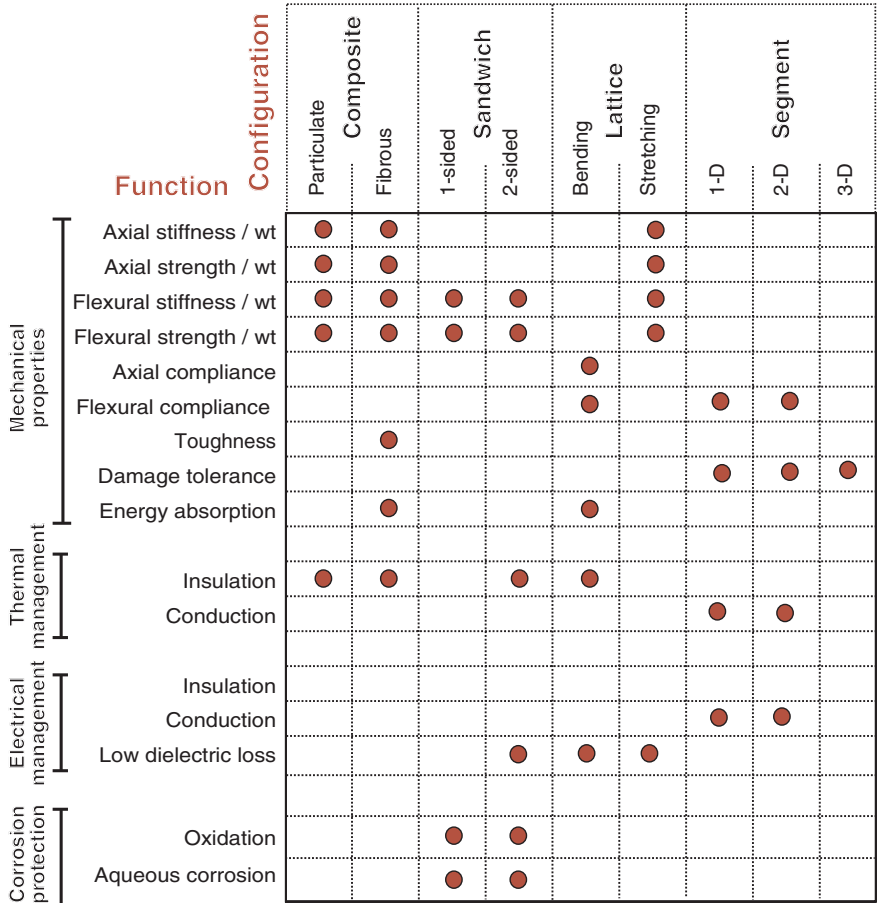 Configuration
Function
Composite
Sandwich
Lattice
Segment
Particulate
Fibrous
1-sided
2-sided
Bending
Stretching
1-D
2-D
3-D
Mechanical
properties
Axial stiffness / wt
Axial strength / wt
Flexural stiffness / wt
Flexural strength / wt
Axial compliance
Flexural compliance
Toughness
Damage tolerance
Energy absorption
Thermal
management
Insulation
Conduction
Electrical
management
Insulation
Conduction
Low dielectric loss
Corrosion
protection
Oxidation
Aqueous corrosion